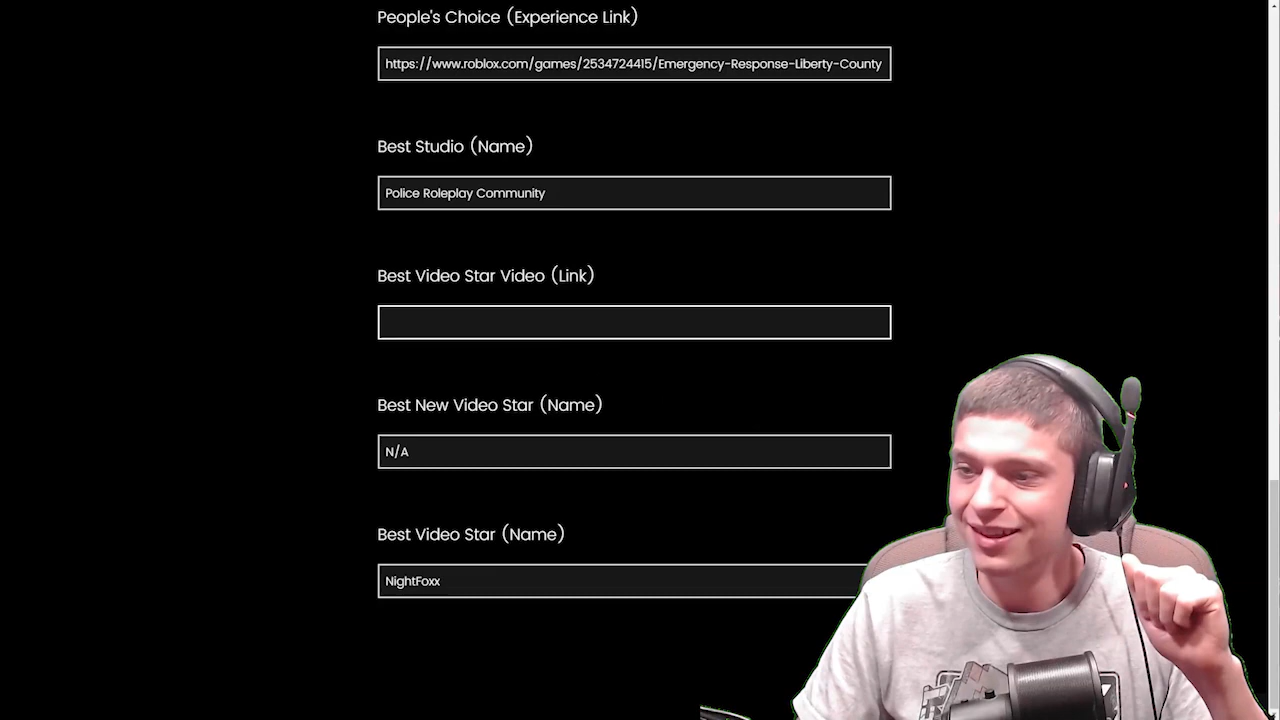 People's Choice (Experience Link)
https://www.roblox.com/games/2534724415/Emergency-Response-Liberty-County
Best Studio (Name)
Police Roleplay Community
Best Video Star Video (Link)
Best New Video Star (Name)
N/A
Best Video Star (Name)
NightFoxx